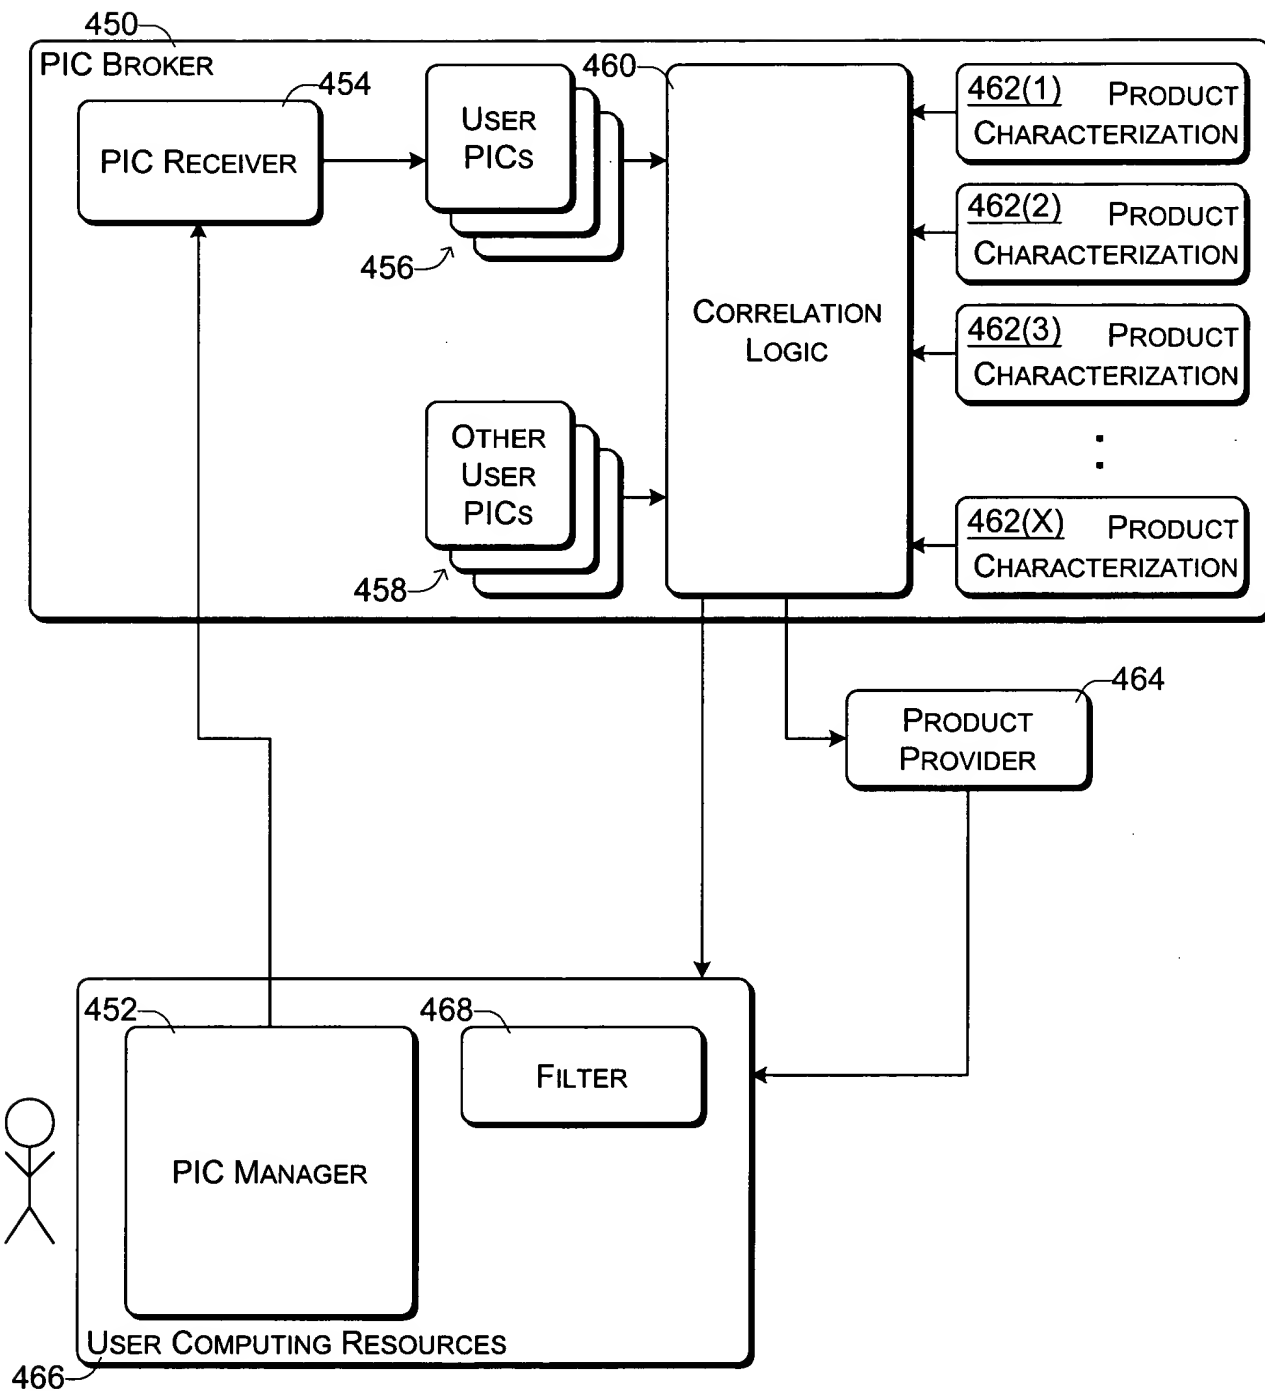 450
PIC BROKER
454
PIC RECEIVER
USER
PICS
456
460
CORRELATION
LOGIC
462(1) PRODUCT
CHARACTERIZATION
462(2) PRODUCT
CHARACTERIZATION
462(3) PRODUCT
CHARACTERIZATION
462(X) PRODUCT
CHARACTERIZATION
OTHER
USER
PICS
458
464
PRODUCT
PROVIDER
452
PIC MANAGER
468
FILTER
USER COMPUTING RESOURCES
466